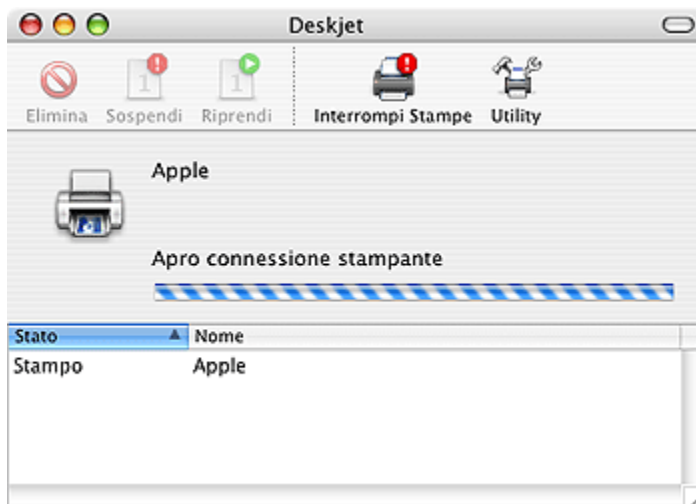 Deskjet
Elimina Sospendi Riprendi Interrompi Stampe Utility
Apple
Apro connessione stampante
Stato Nome
Stampo Apple